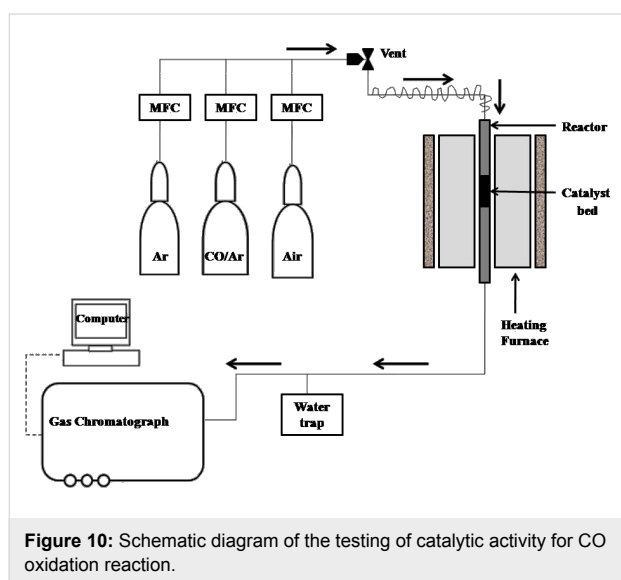 Vent
MFC MFC MFC
Reactor
Catalyst
bed
Ar CO/Ar Air
Heating
Furnace
Computer
Gas Chromatograph
Water
trap
Figure 10: Schematic diagram of the testing of catalytic activity for CO
oxidation reaction.